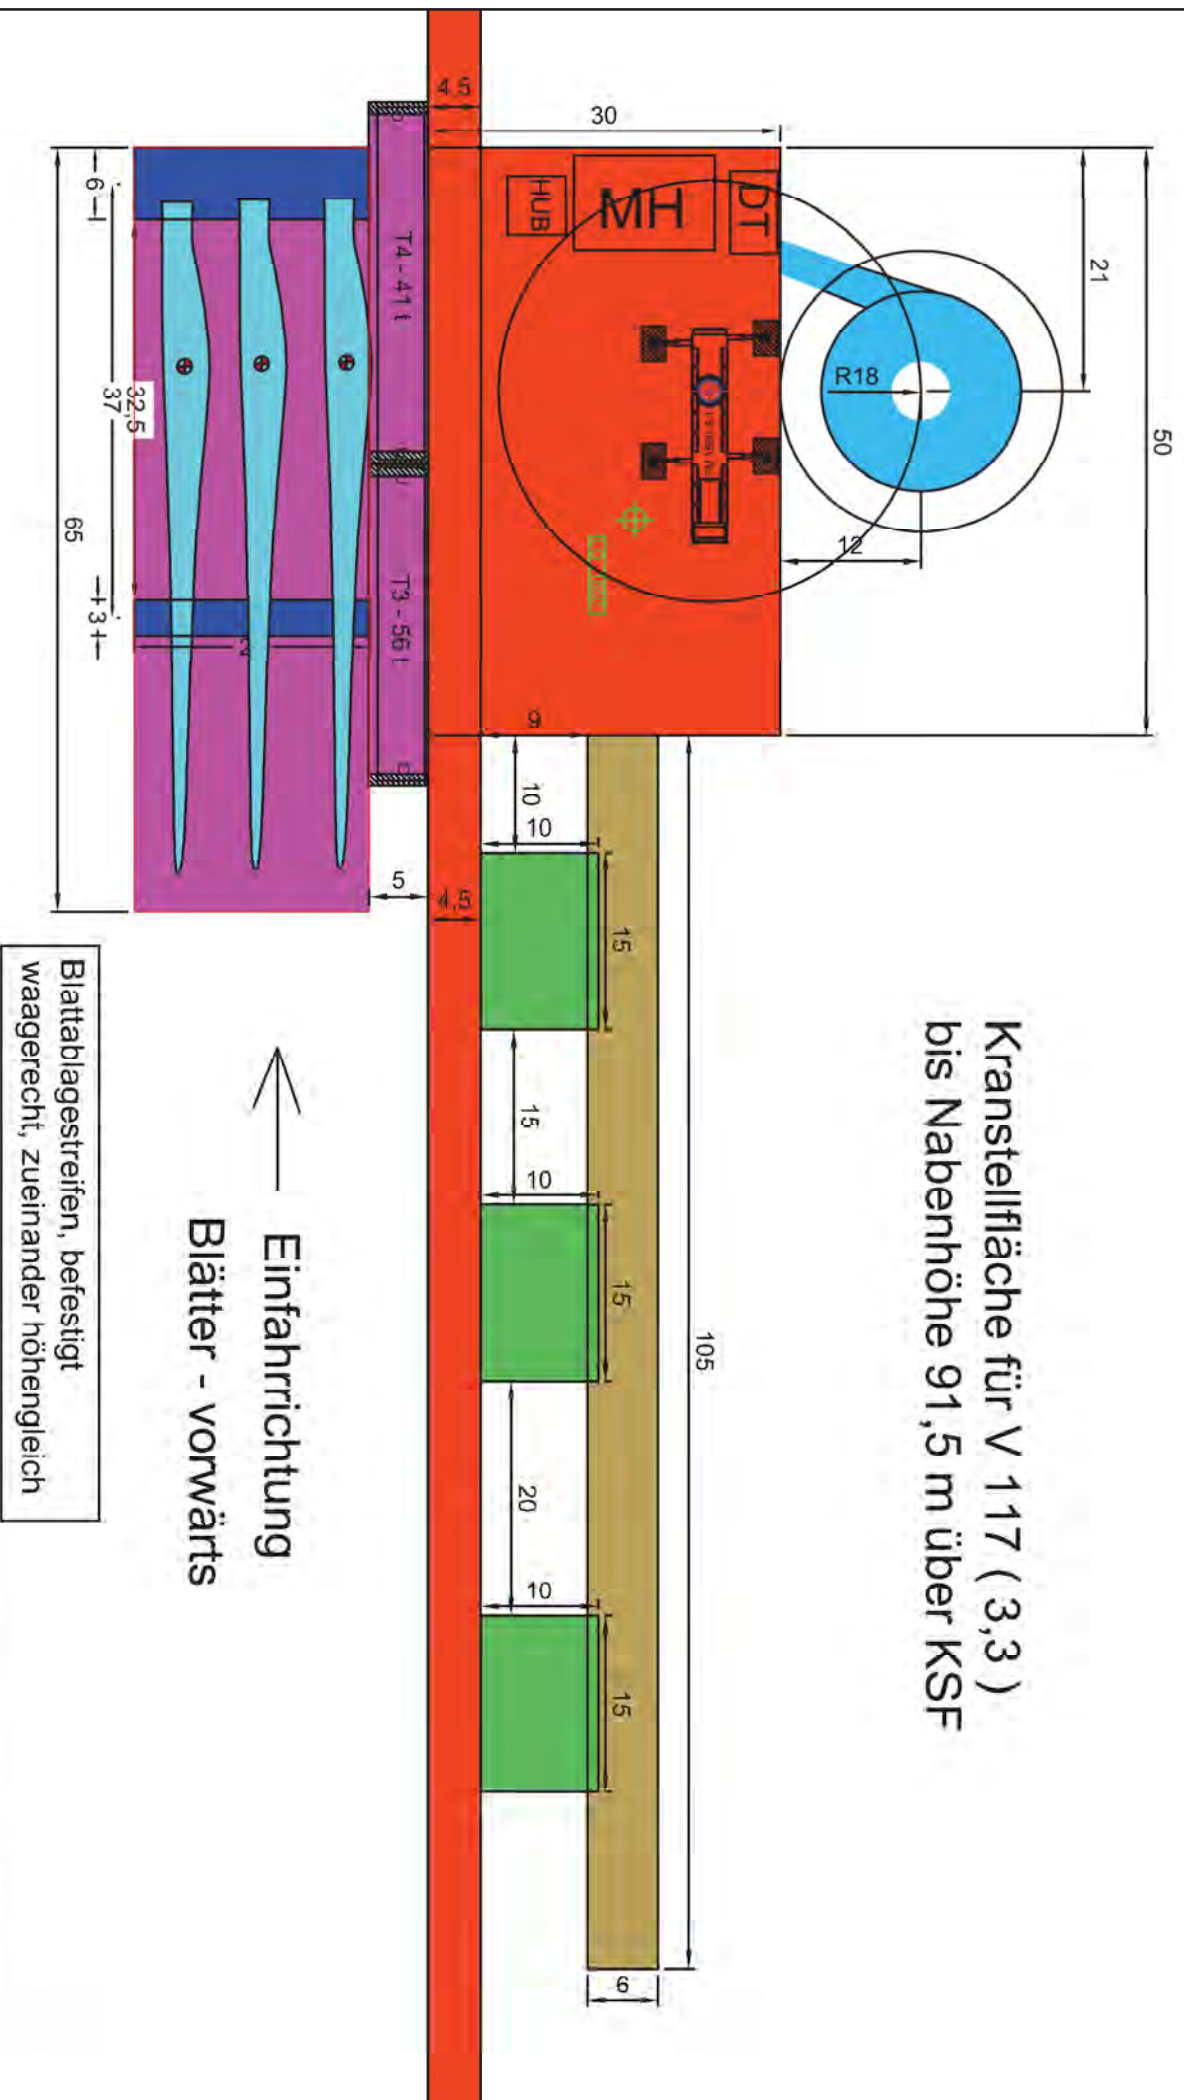 Kranstellfläche für V 117 ( 3,3 )
bis Nabenhöhe 91,5 m über KSF
50
21
R18
12
30
4,5
DT
MH
HUB
T4 - 41 t
T3 - 56 t
9
10
10
15
15
10
15
20
10
15
105
6
5
4,5
6
32,5
37
3
65
Einfahrrichtung
Blätter - vorwärts
Blattablagestreifen, befestigt
waagerecht, zueinander höhengleich